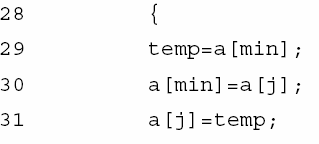 28 {
29 temp=a[min];
30 a[min]=a[j];
31 a[j]=temp;